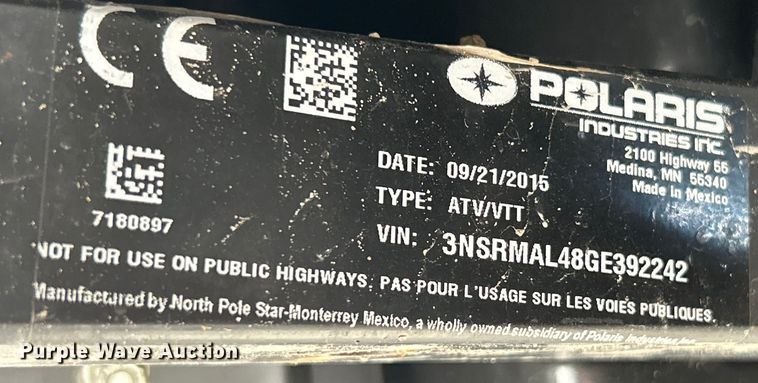 CE
POLARIS
INDUSTRIES INC.
2100 Highway 55
Medina, MN 55340
Made in Mexico
7180897
DATE: 09/21/2015
TYPE: ATV/VTT
VIN: 3NSRMAL48GE392242
NOT FOR USE ON PUBLIC HIGHWAYS. PAS POUR L'USAGE SUR LES VOIES PUBLIQUES.
Manufactured by North Pole Star-Monterrey Mexico, a wholly owned subsidiary of Polaris Industries Inc.
Purple Wave Auction